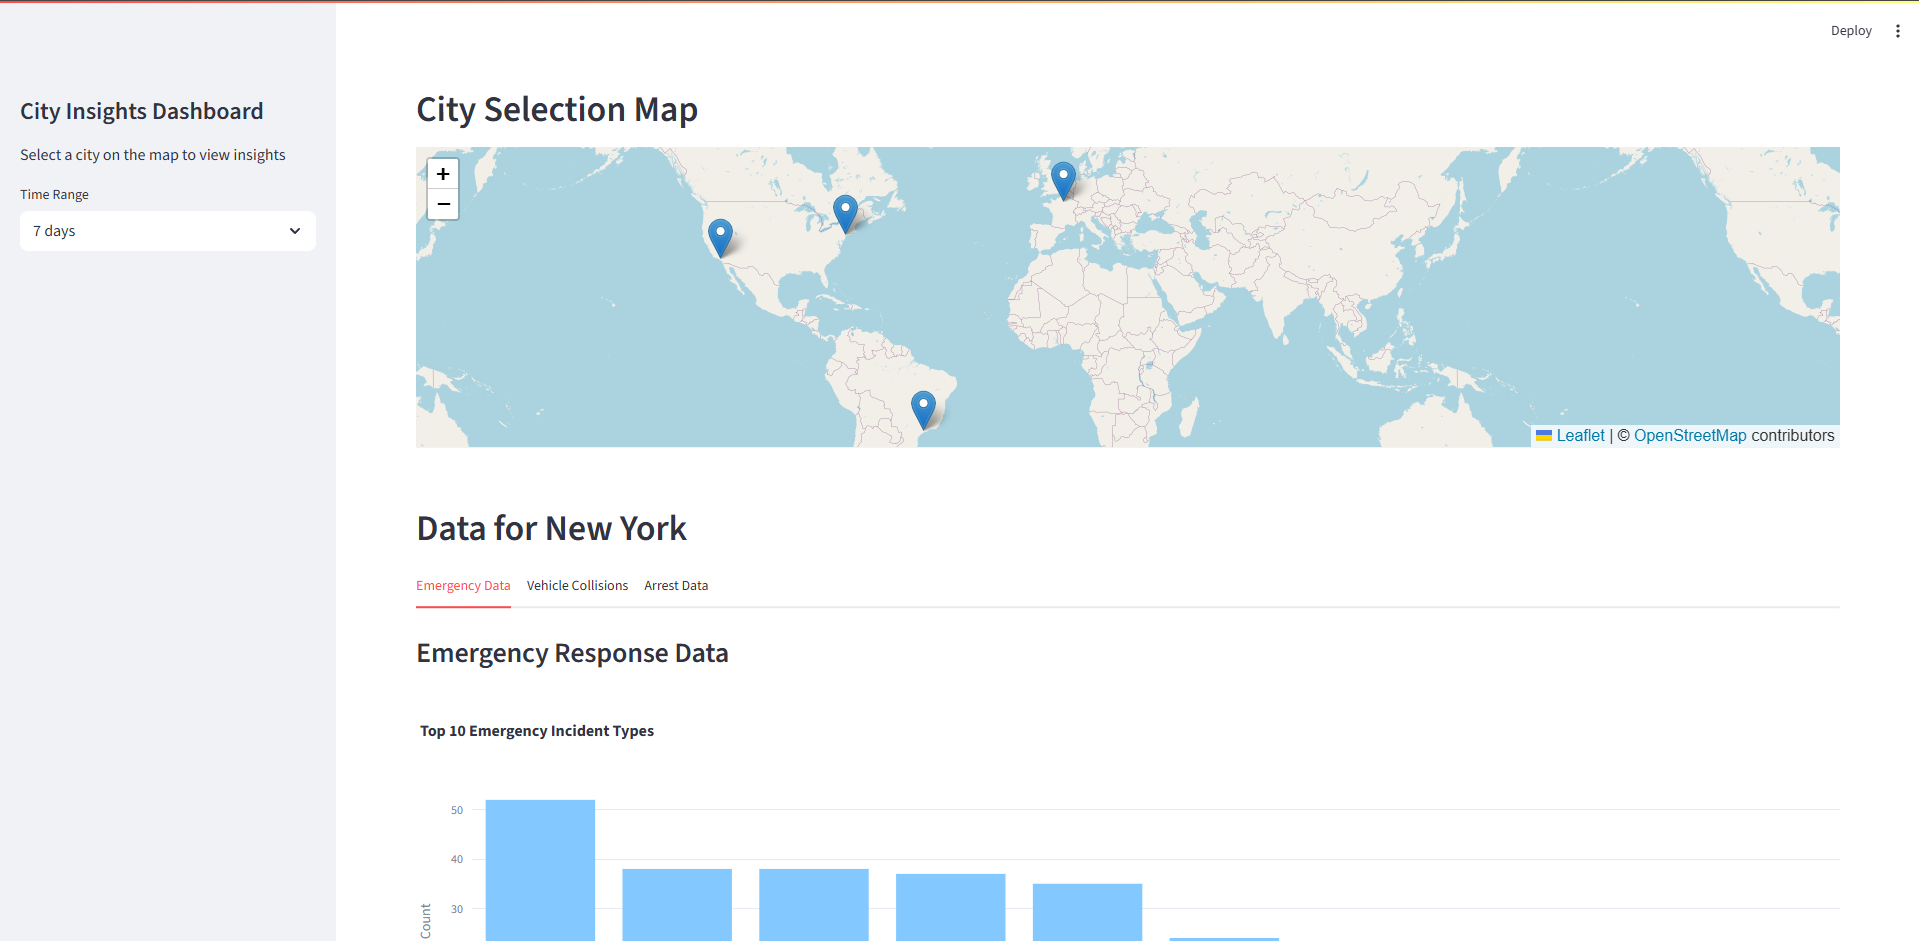 Deploy
City Insights Dashboard
Select a city on the map to view insights
Time Range
7 days
City Selection Map
+
−
Leaflet | © OpenStreetMap contributors
Data for New York
Emergency Data Vehicle Collisions Arrest Data
Emergency Response Data
Top 10 Emergency Incident Types
50
40
30
Count